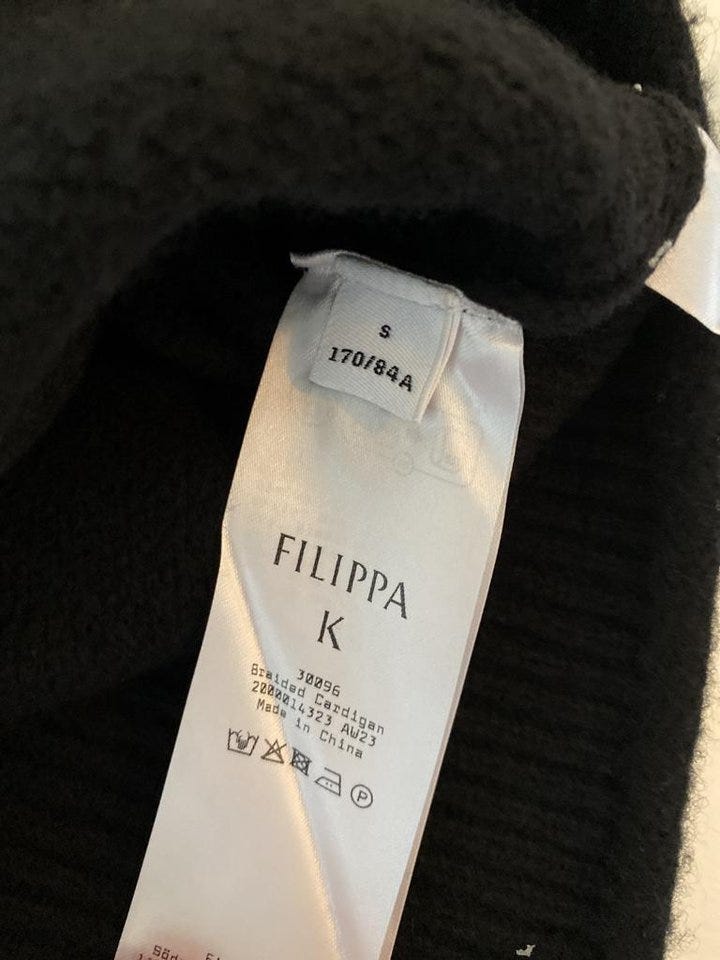 S
170/84A
FILIPPA
K
30096
Braided Cardigan
2000014323 AW23
Made in China
P